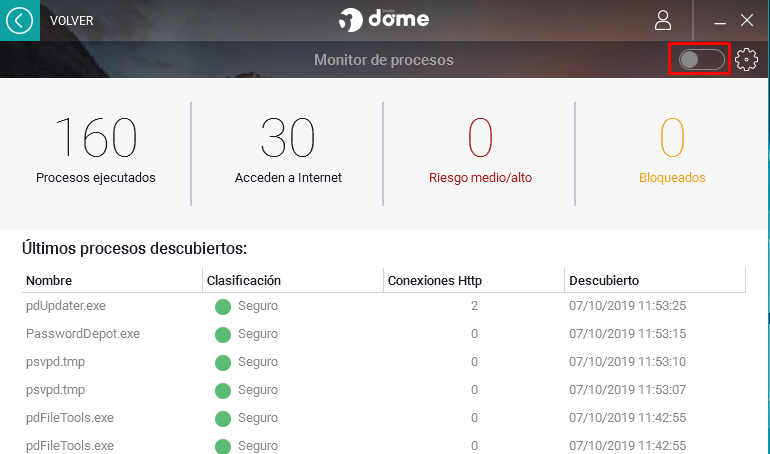 VOLVER
Panda
dome
Monitor de procesos
160
30
0
0
Procesos ejecutados
Acceden a Internet
Riesgo medio/alto
Bloqueados
Últimos procesos descubiertos:
Nombre Clasificación Conexiones Http Descubierto
pdUpdater.exe Seguro 2 07/10/2019 11:53:25
PasswordDepot.exe Seguro 0 07/10/2019 11:53:15
psvpd.tmp Seguro 0 07/10/2019 11:53:10
psvpd.tmp Seguro 0 07/10/2019 11:53:07
pdFileTools.exe Seguro 0 07/10/2019 11:42:55
pdFileTools.exe Seguro 0 07/10/2019 11:42:55